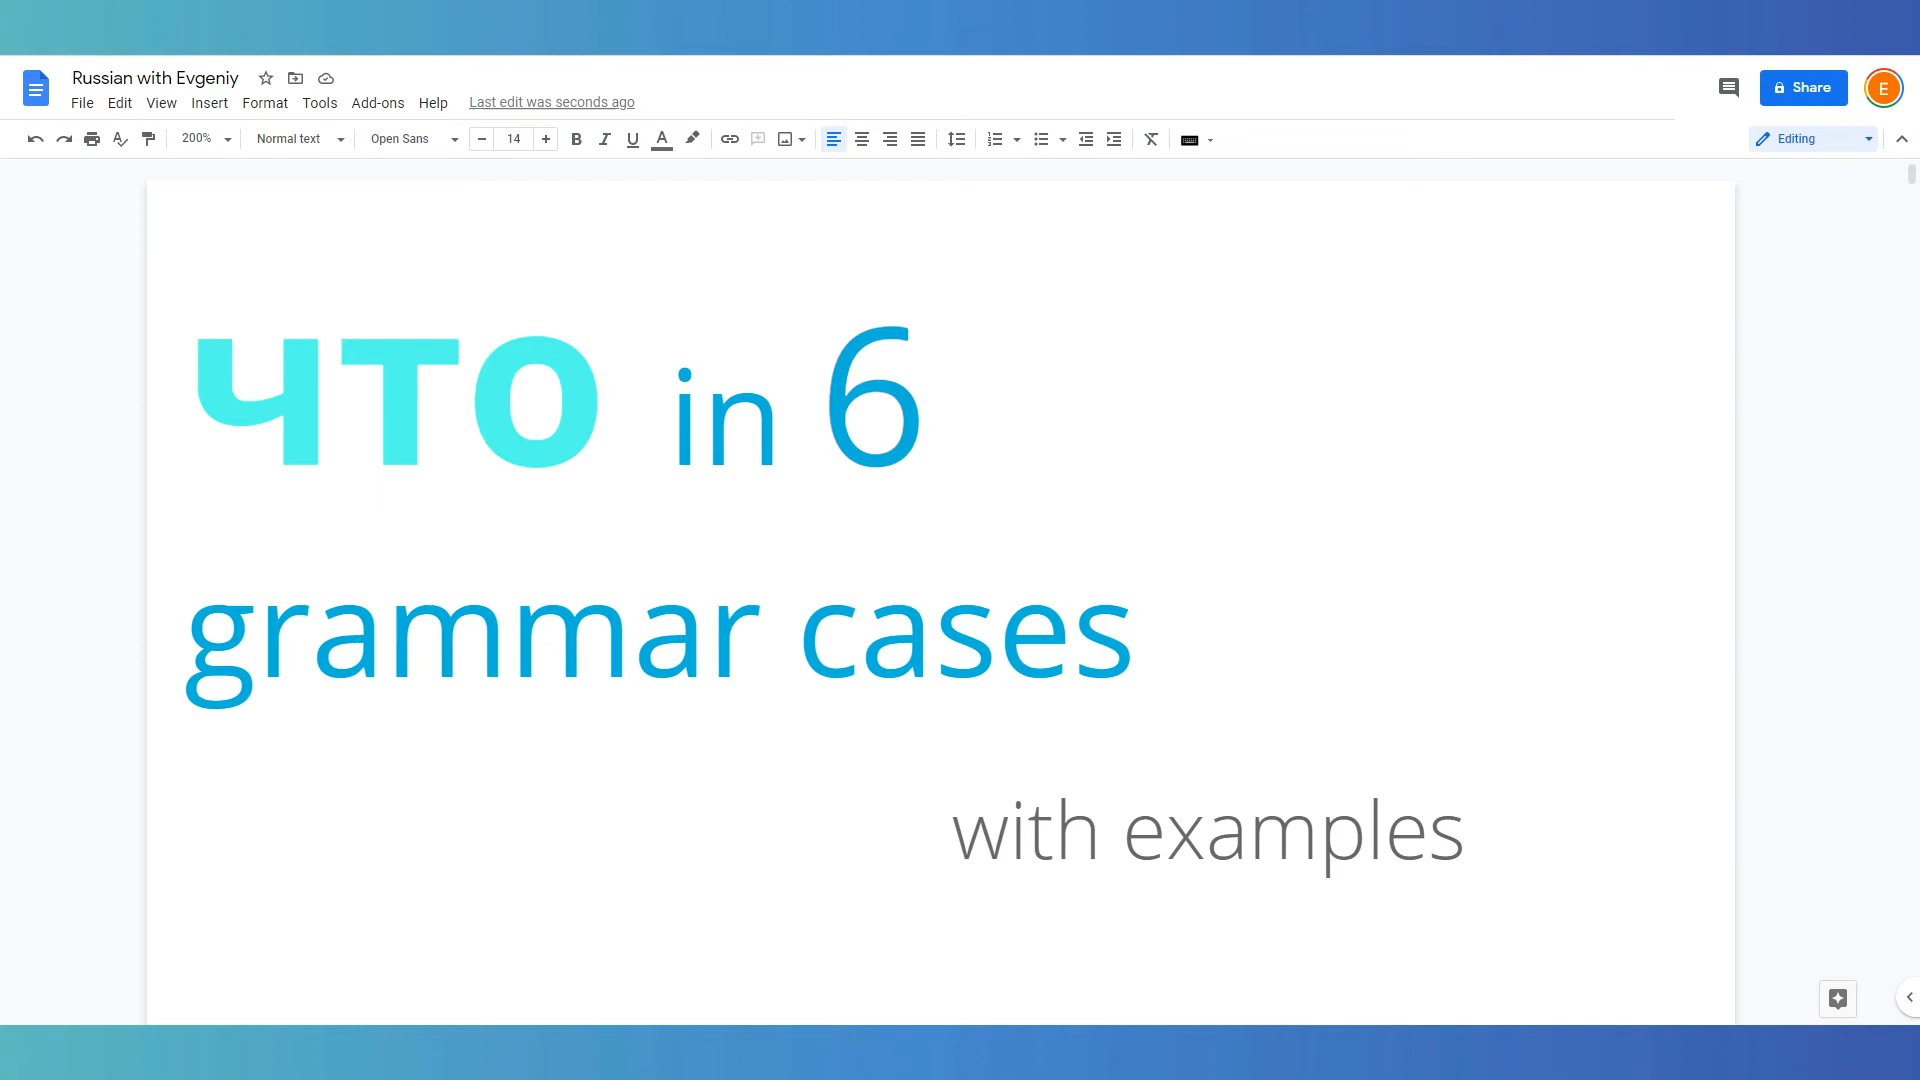 Russian with Evgeniy
File Edit View Insert Format Tools Add-ons Help Last edit was seconds ago
Share
E
200% Normal text Open Sans 14 B I U A Editing
что in 6
grammar cases
with examples